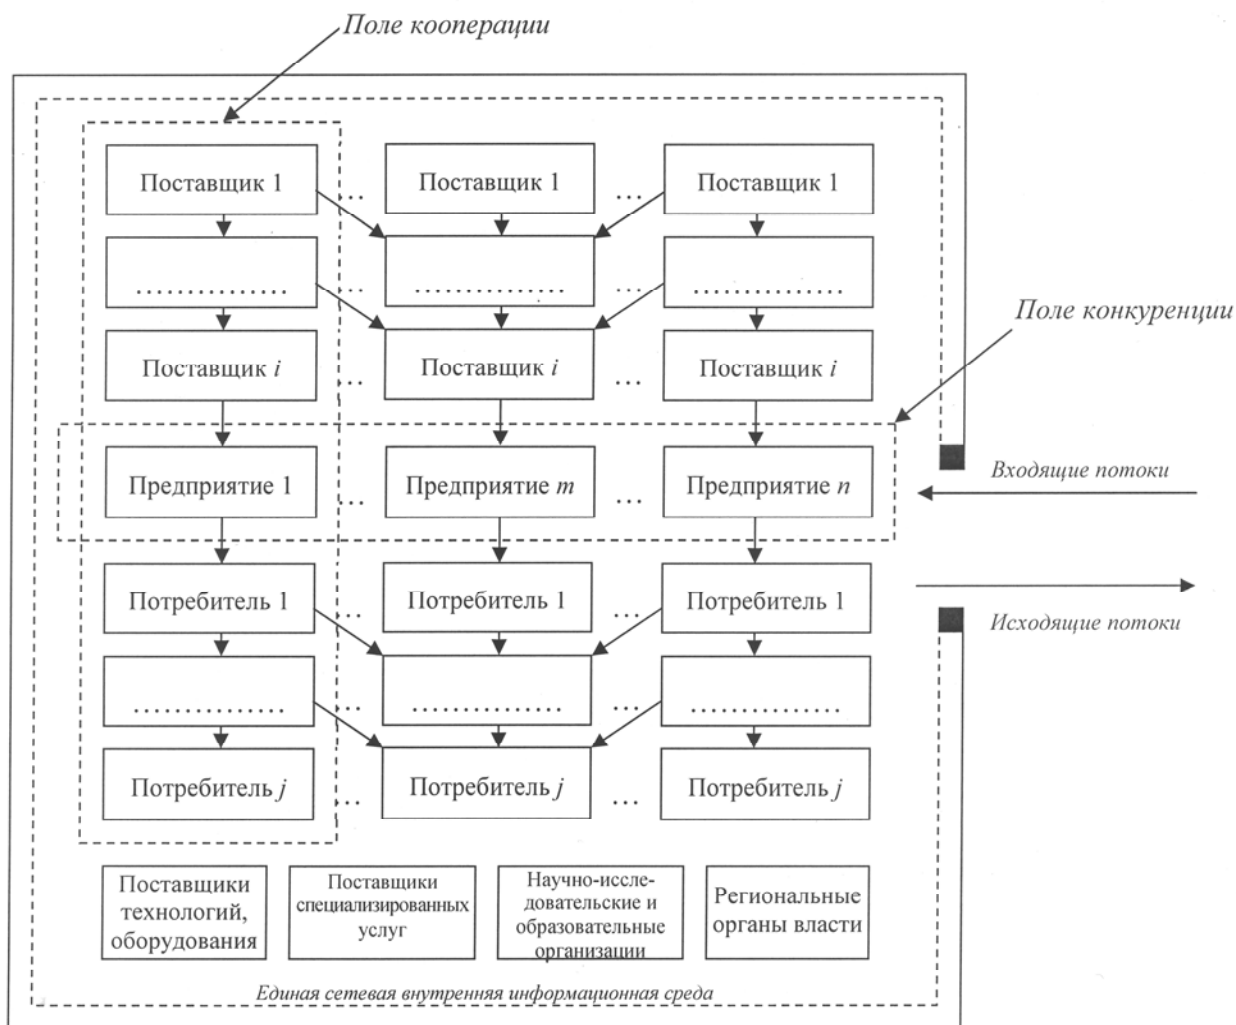 Поле кооперации
Поставщик 1 … Поставщик 1 … Поставщик 1
…………… … …………… … ……………
Поле конкуренции
Поставщик i … Поставщик i … Поставщик i
Предприятие 1 … Предприятие m … Предприятие n
Входящие потоки
Потребитель 1 … Потребитель 1 … Потребитель 1
Исходящие потоки
…………… … …………… … ……………
Потребитель j … Потребитель j … Потребитель j
Поставщики
технологий,
оборудования
Поставщики
специализированных
услуг
Научно-иссле-
довательские и
образовательные
организации
Региональные
органы власти
Единая сетевая внутренняя информационная среда